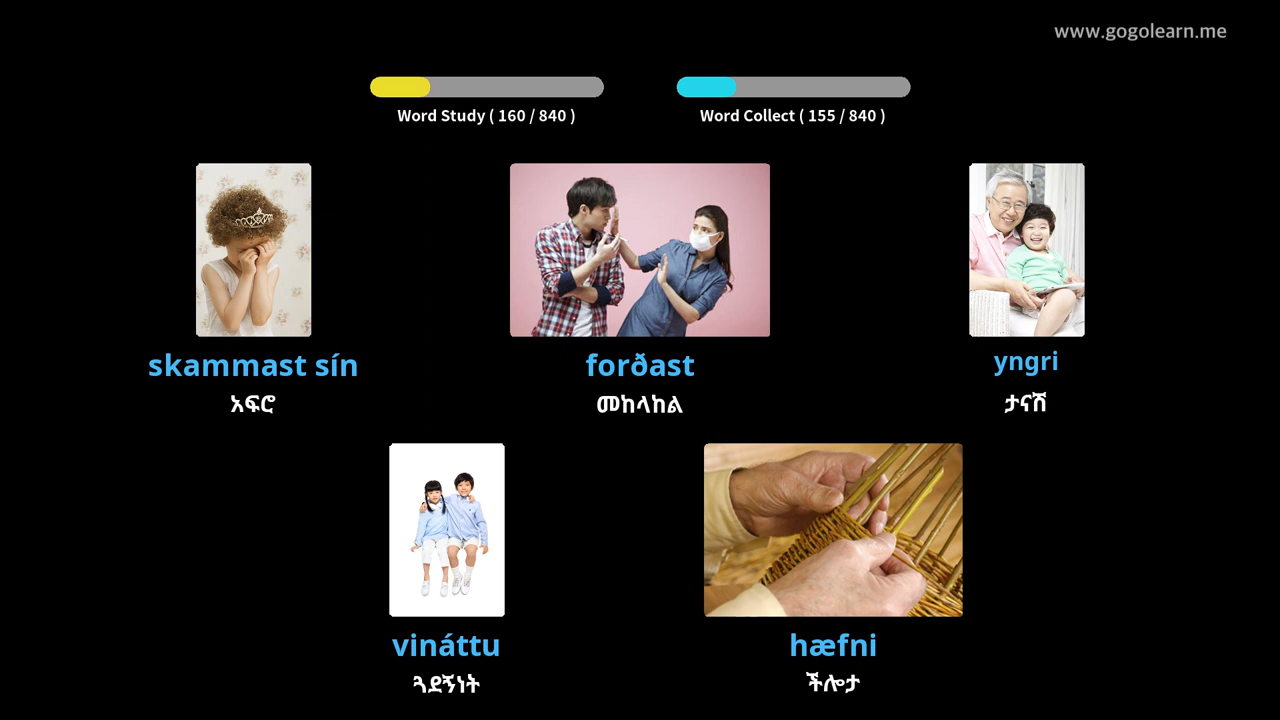 www.gogolearn.me
Word Study ( 160 / 840 )
Word Collect ( 155 / 840 )
skammast sín
አፍሮ
forðast
መከላከል
yngri
ታናሽ
vináttu
ጓደኝነት
hæfni
ችሎታ